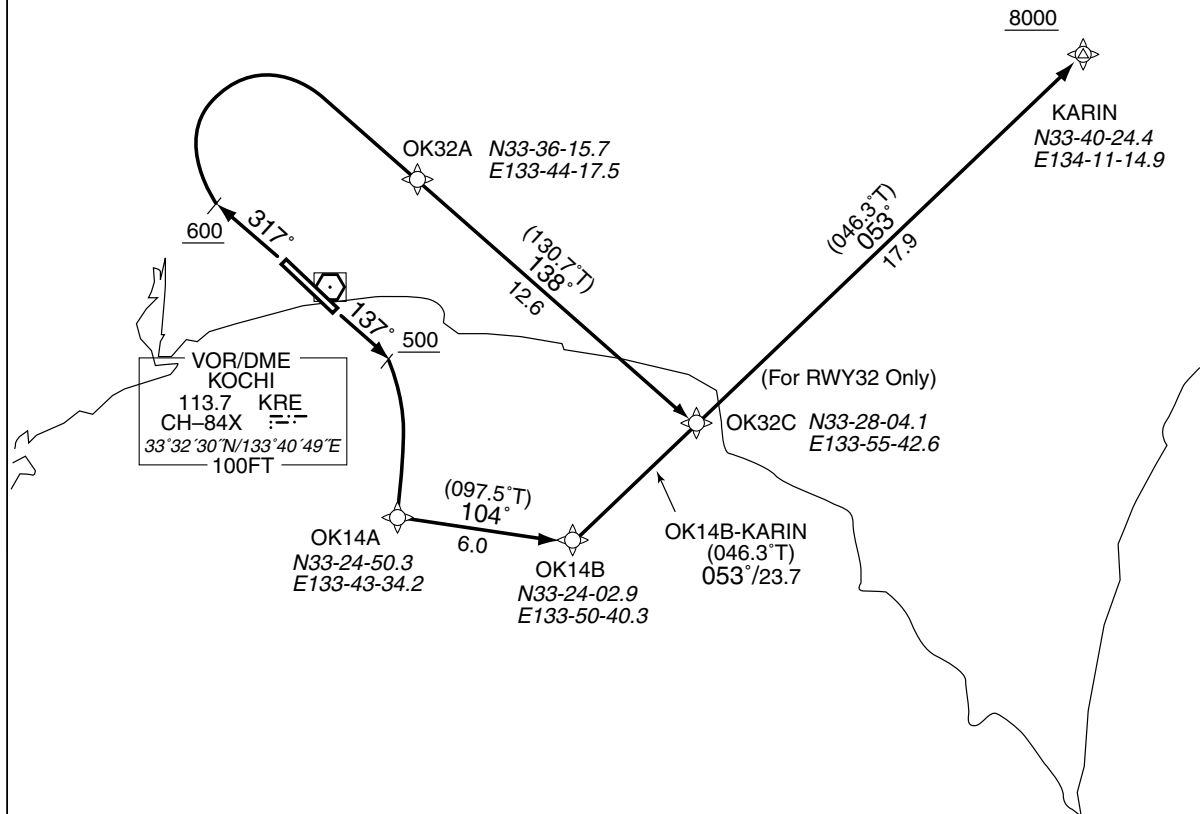 8000
KARIN
N33-40-24.4
E134-11-14.9
OK32A N33-36-15.7
E133-44-17.5
(046.3°T)
053°
17.9
317°
600
(130.7°T)
138°
12.6
137°
500
VOR/DME
KOCHI
113.7 KRE
CH–84X
33°32´30˝N/133°40´49˝E
100FT
(For RWY32 Only)
OK32C N33-28-04.1
E133-55-42.6
(097.5°T)
104°
6.0
OK14A
N33-24-50.3
E133-43-34.2
OK14B
N33-24-02.9
E133-50-40.3
OK14B-KARIN
(046.3°T)
053°/23.7